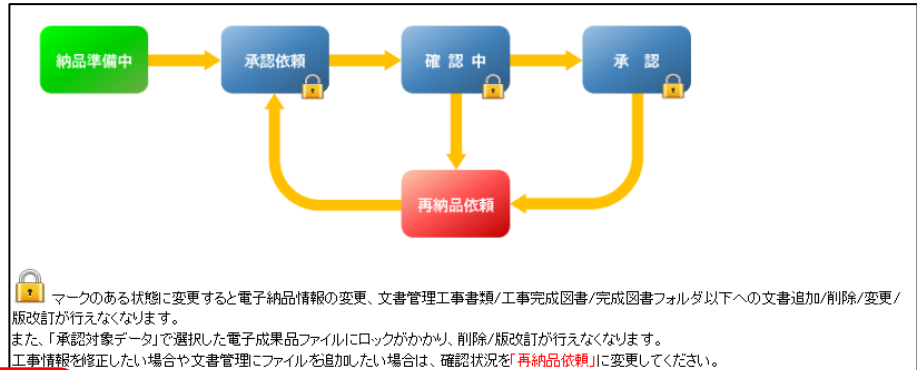 納品準備中
承認依頼
確認中
承認
再納品依頼
マークのある状態に変更すると電子納品情報の変更、文書管理工事書類/工事完成図書/完成図書フォルダ以下への文書追加/削除/変更/
版改訂が行えなくなります。
また、「承認対象データ」で選択した電子成果品ファイルにロックがかかり、削除/版改訂が行えなくなります。
工事情報を修正したい場合や文書管理にファイルを追加したい場合は、確認状況を「再納品依頼」に変更してください。